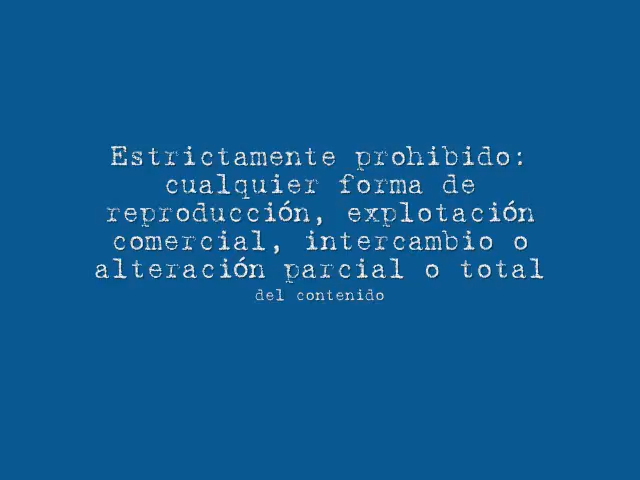 Estrictamente prohibido:
cualquier forma de
reproducción, explotación
comercial, intercambio o
alteración parcial o total
del contenido